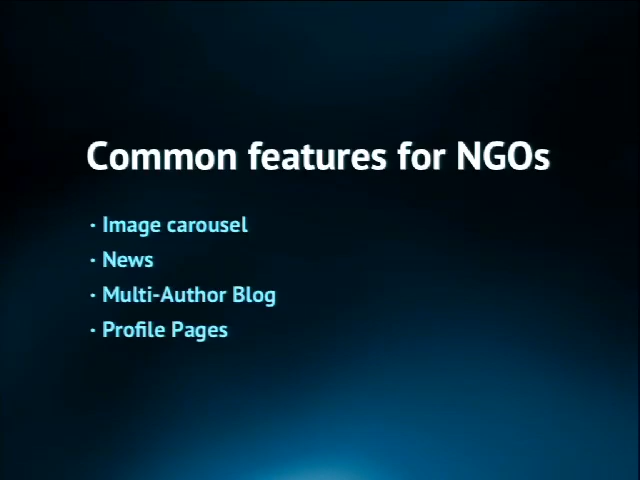 Common features for NGOs
· Image carousel
· News
· Multi-Author Blog
· Profile Pages